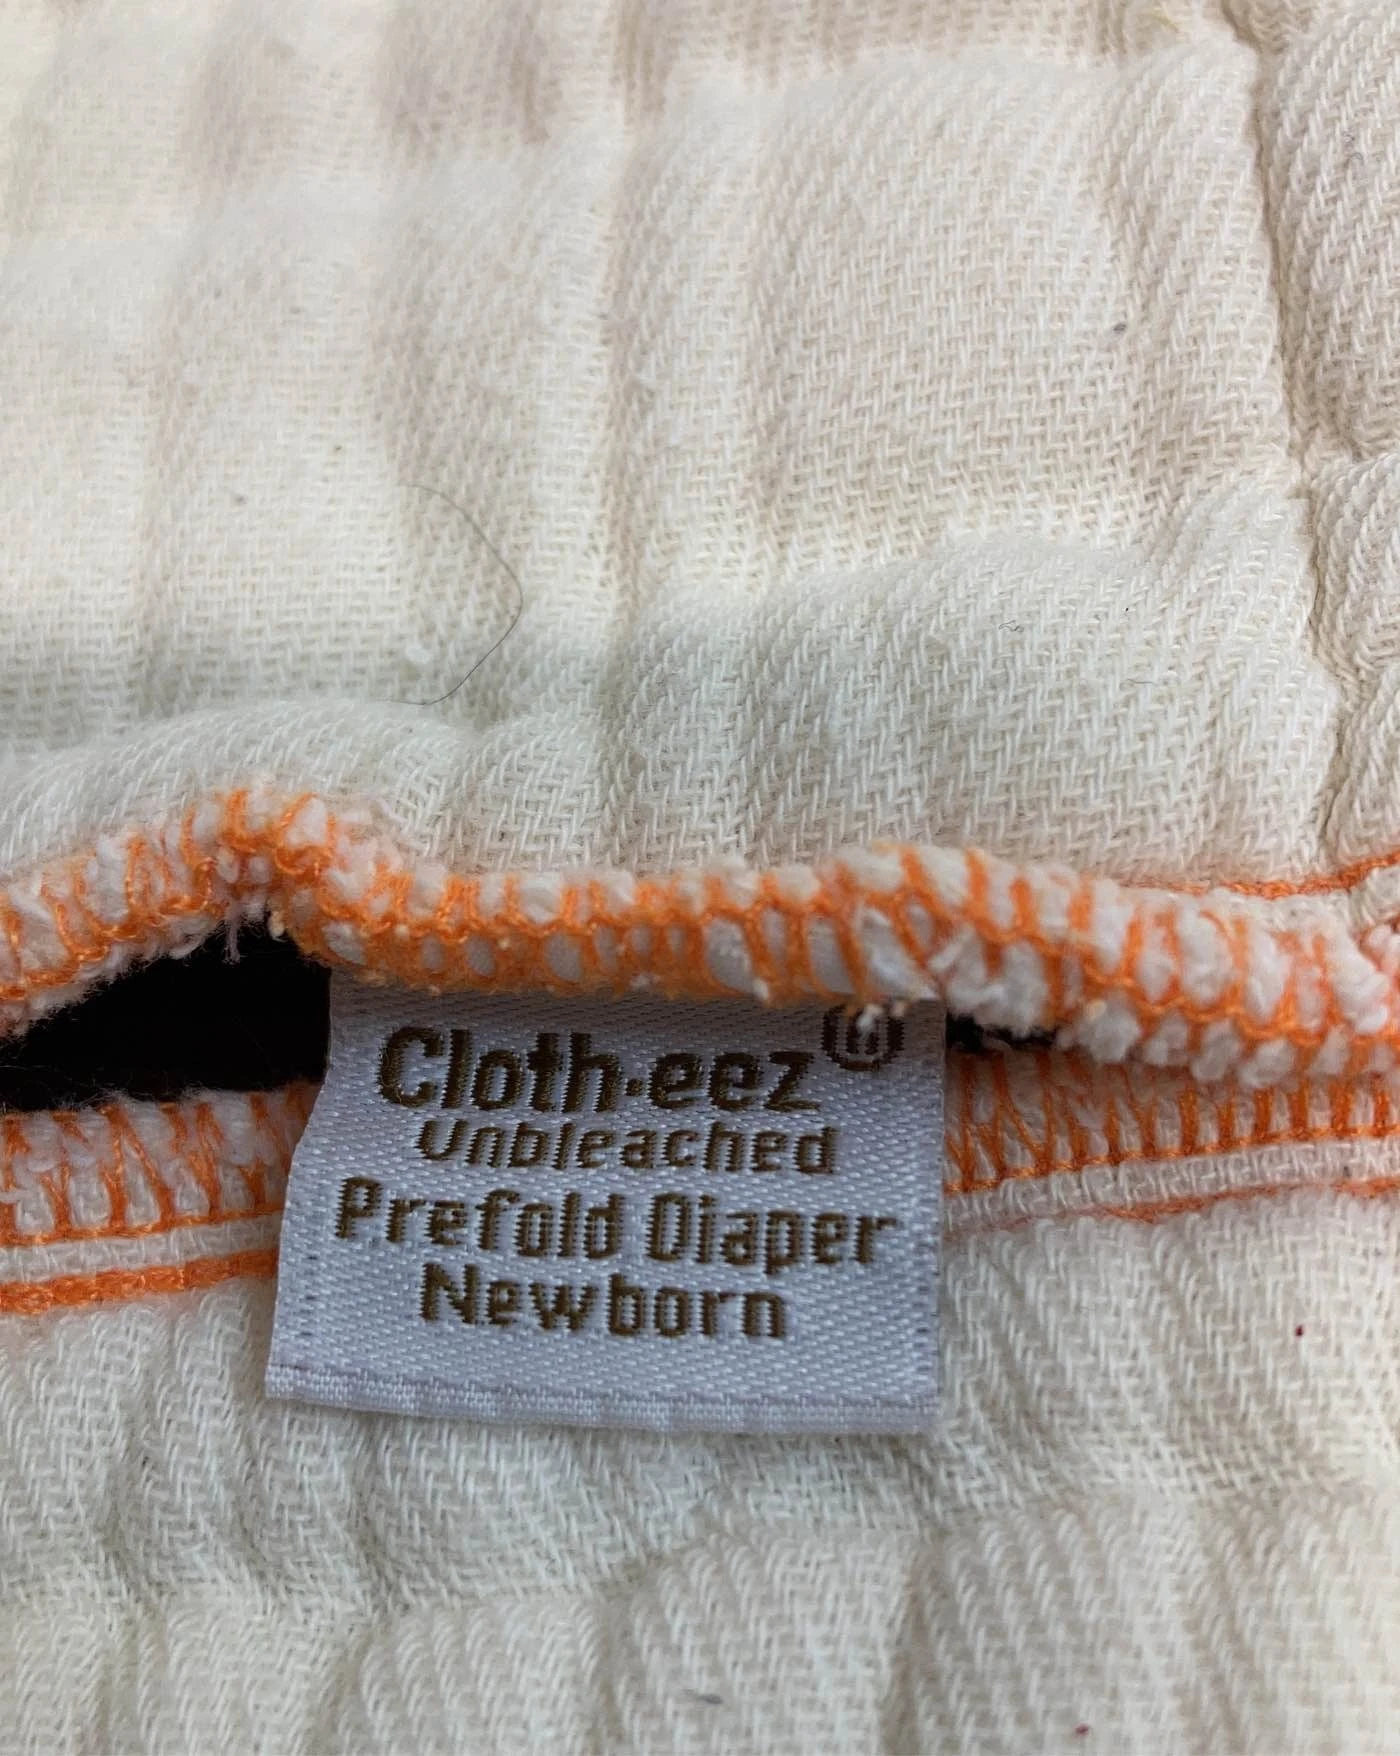 Cloth-eez®
Unbleached
Prefold Diaper
Newborn